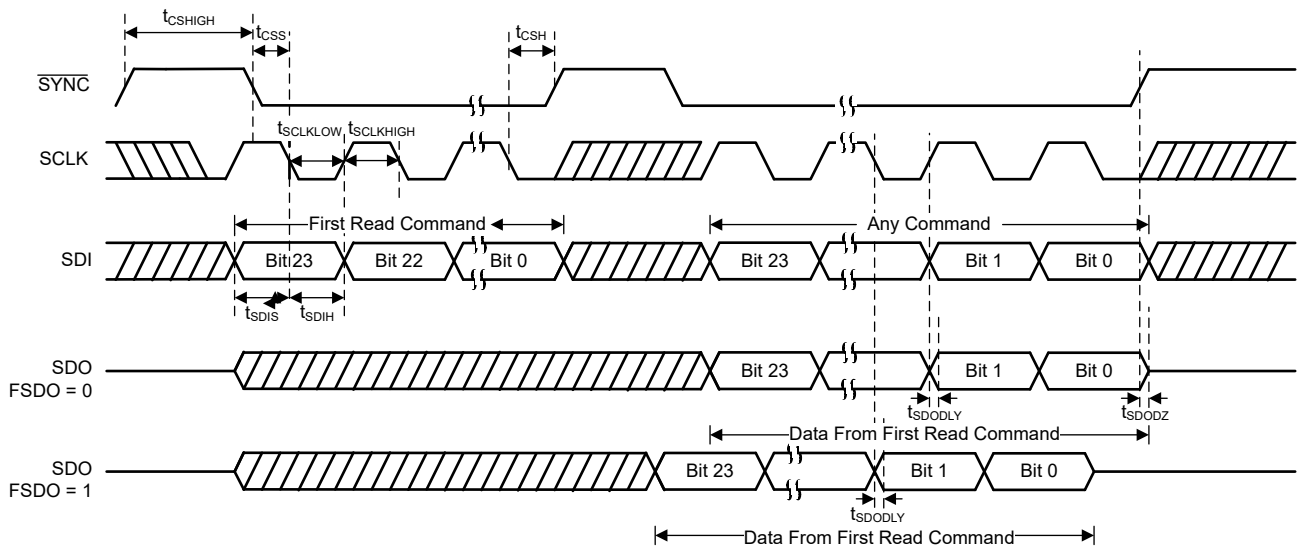 tCSHIGH
tCSS
tCSH
SYNC
tSCLKLOW tSCLKHIGH
SCLK
First Read Command
Any Command
SDI
Bit 23 Bit 22 Bit 0 Bit 23 Bit 1 Bit 0
tSDIS tSDIH
SDO
FSDO = 0
Bit 23 Bit 1 Bit 0
tSDODLY tSDODZ
Data From First Read Command
SDO
FSDO = 1
Bit 23 Bit 1 Bit 0
tSDODLY
Data From First Read Command